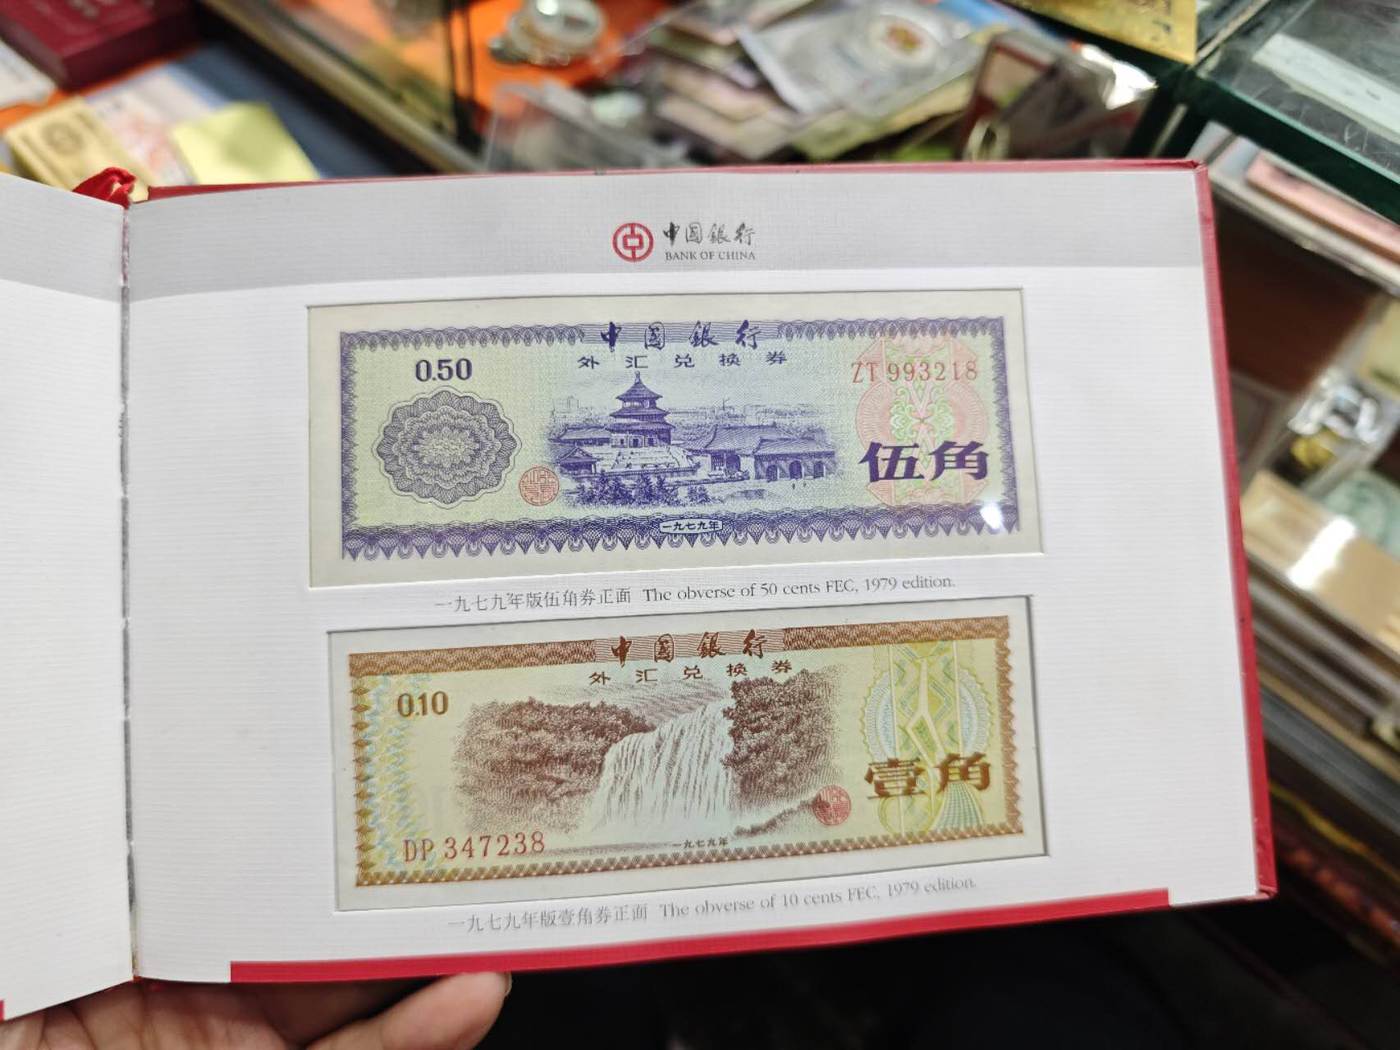 中国銀行
BANK OF CHINA
中国銀行
外汇兑换券
0.50
ZT 993218
伍角
一九七九年
一九七九年版伍角券正面 The obverse of 50 cents FEC, 1979 edition.
中国銀行
外汇兑换券
0.10
壹角
DP 347238
一九七九年
一九七九年版壹角券正面 The obverse of 10 cents FEC, 1979 edition.